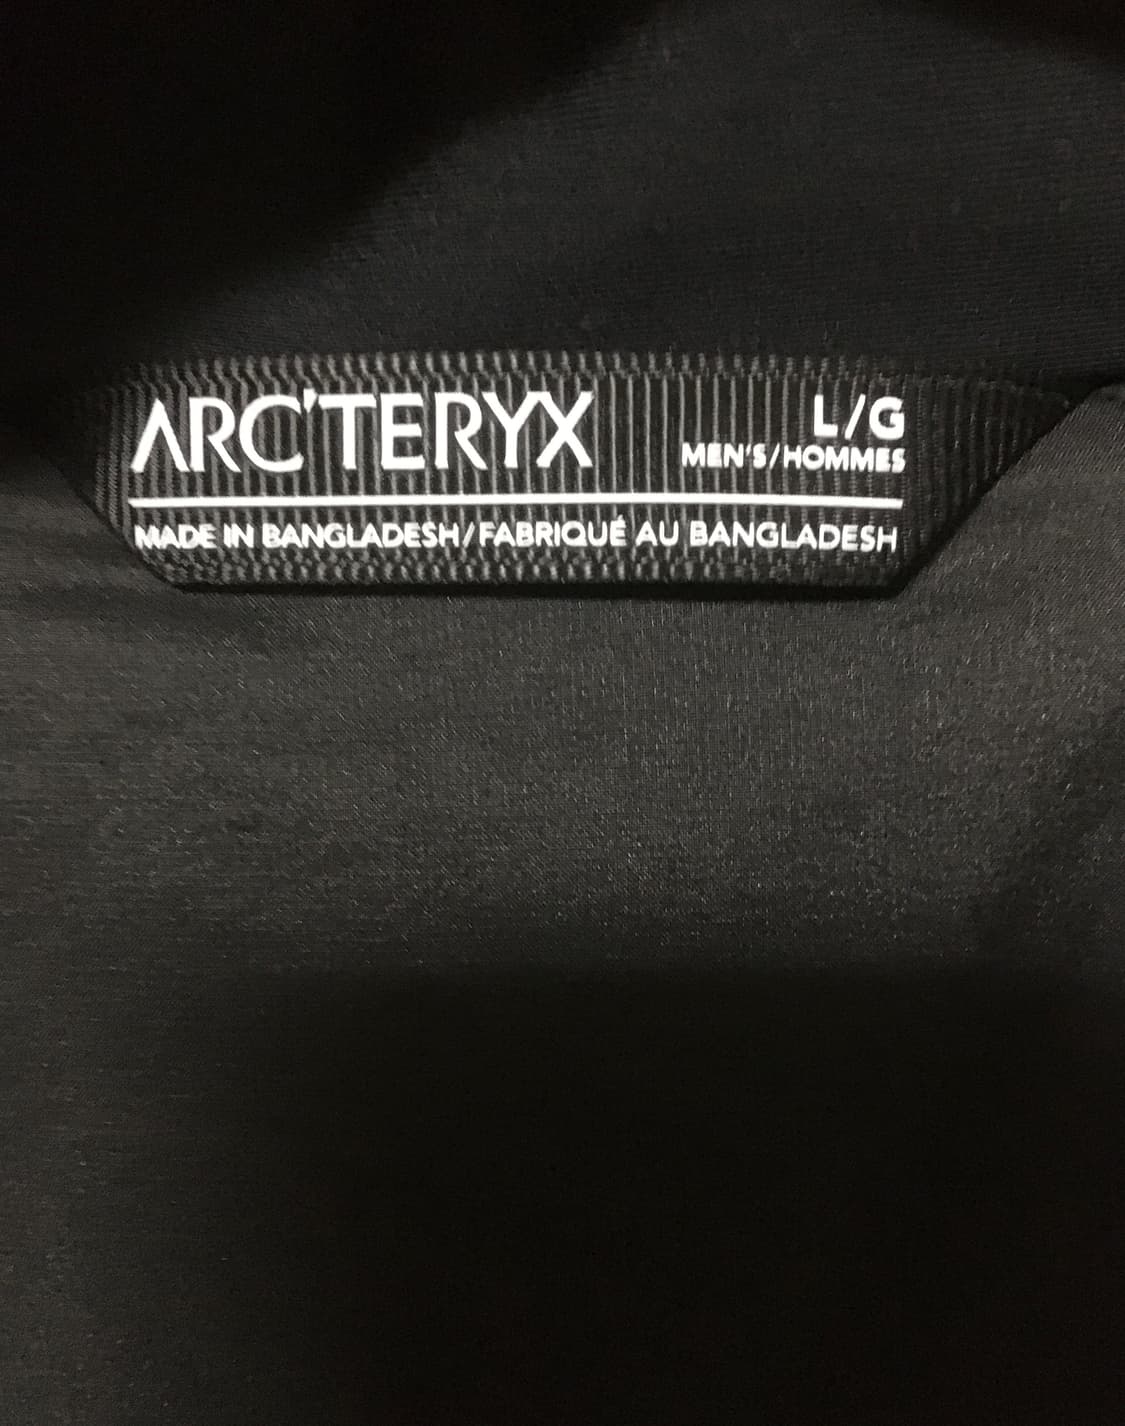 ARC'TERYX
L/G
MEN'S/HOMMES
MADE IN BANGLADESH/FABRIQUÉ AU BANGLADESH